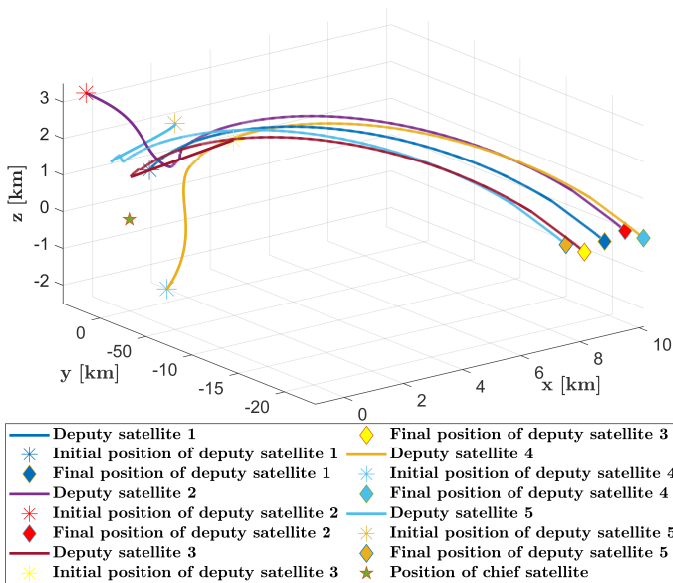 3
2
1
0
-1
-2
z [km]
0
-50
-10
-15
-20
y [km]
0
2
4
6
8
10
x [km]
Deputy satellite 1
Initial position of deputy satellite 1
Final position of deputy satellite 1
Deputy satellite 2
Initial position of deputy satellite 2
Final position of deputy satellite 2
Deputy satellite 3
Initial position of deputy satellite 3
Final position of deputy satellite 3
Deputy satellite 4
Initial position of deputy satellite 4
Final position of deputy satellite 4
Deputy satellite 5
Initial position of deputy satellite 5
Final position of deputy satellite 5
Position of chief satellite